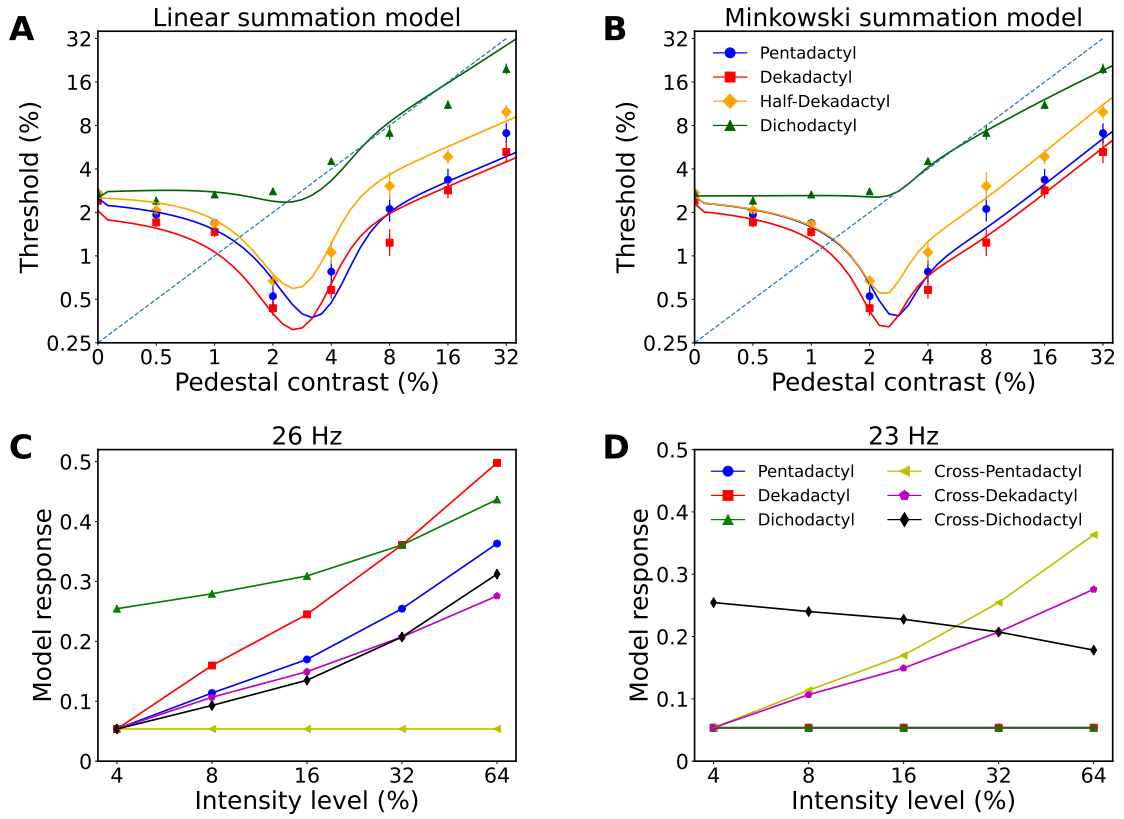 A
Linear summation model
Threshold (%)
32
16
8
4
2
1
0.5
0.25
0 0.5 1 2 4 8 16 32
Pedestal contrast (%)
B
Minkowski summation model
Threshold (%)
32
16
8
4
2
1
0.5
0.25
Pentadactyl
Dekadactyl
Half-Dekadactyl
Dichodactyl
0 0.5 1 2 4 8 16 32
Pedestal contrast (%)
C
26 Hz
Model response
0.5
0.4
0.3
0.2
0.1
0
4 8 16 32 64
Intensity level (%)
D
23 Hz
Model response
0.5
0.4
0.3
0.2
0.1
0
Pentadactyl
Dekadactyl
Dichodactyl
Cross-Pentadactyl
Cross-Dekadactyl
Cross-Dichodactyl
4 8 16 32 64
Intensity level (%)